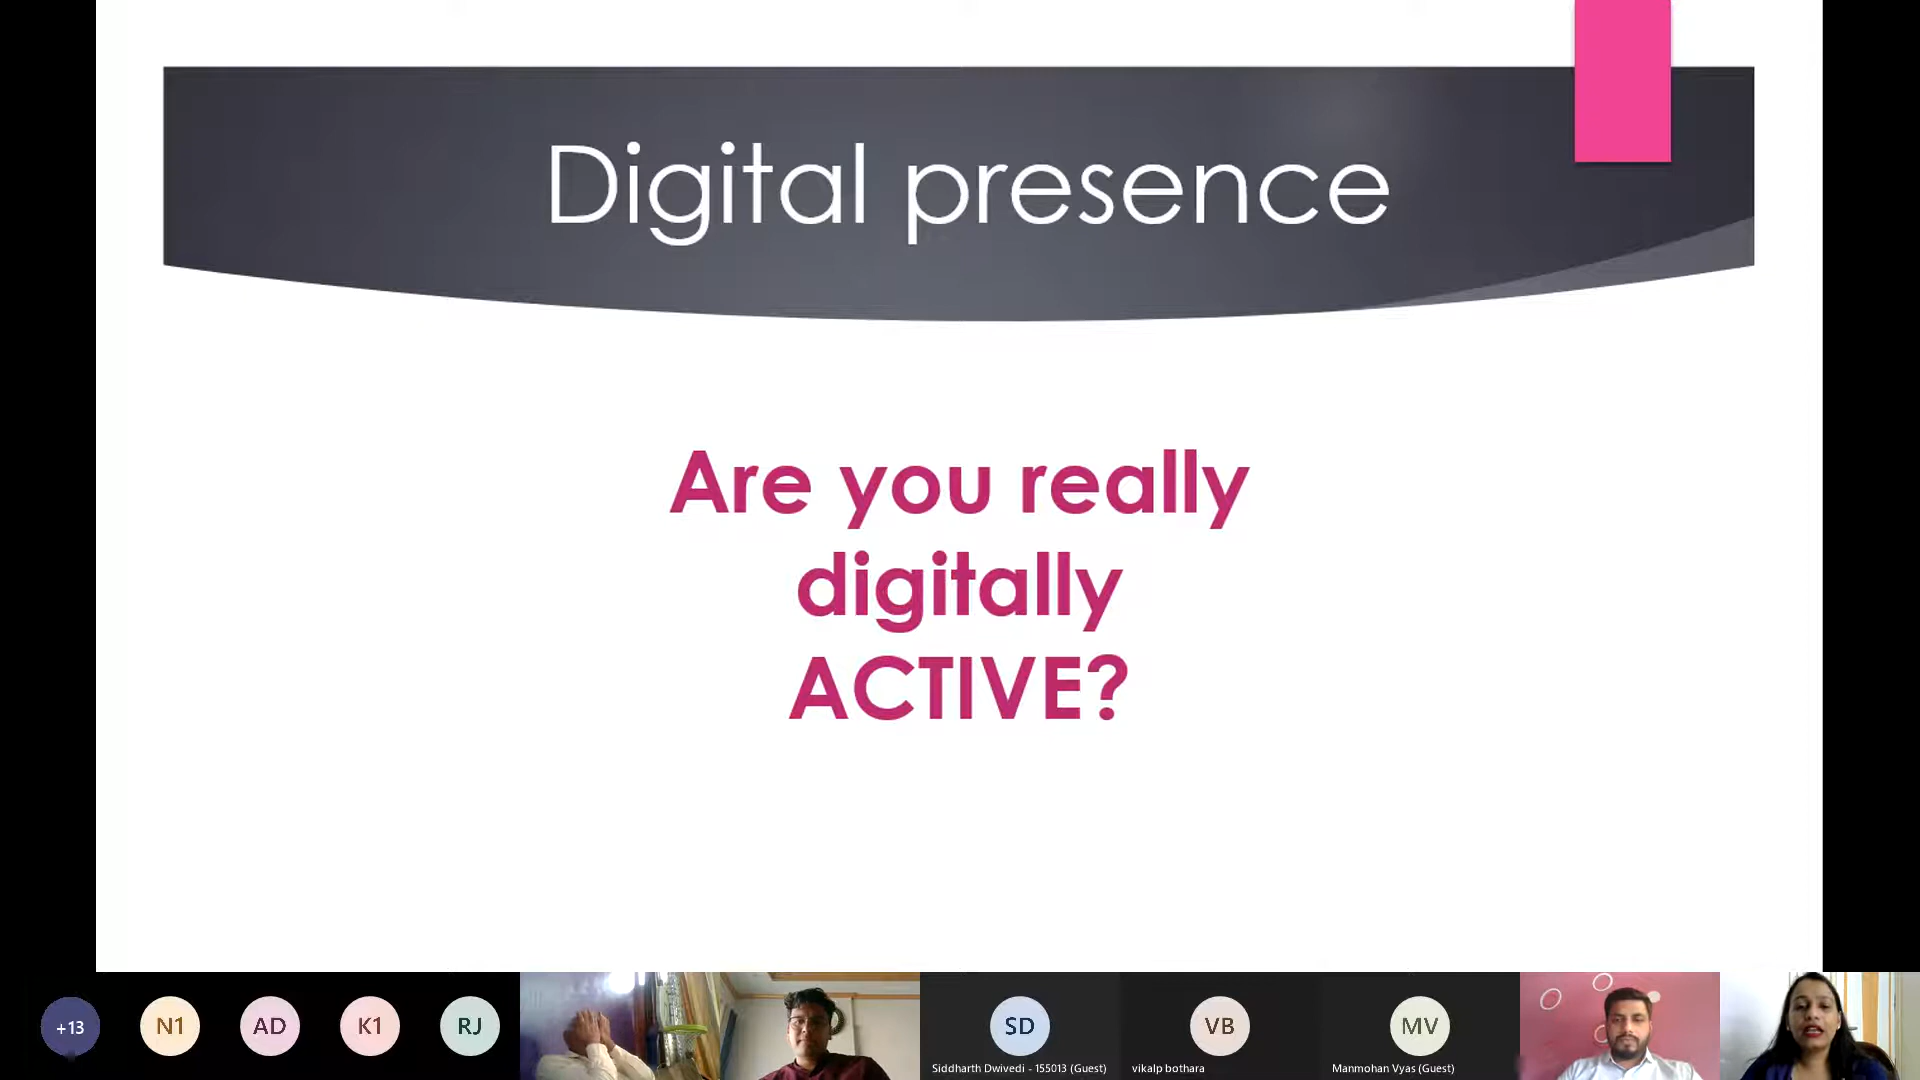 Digital presence
Are you really
digitally
ACTIVE?
+13
N1
AD
K1
RJ
SD
Siddharth Dwivedi - 155013 (Guest)
VB
vikalp bothara
MV
Manmohan Vyas (Guest)